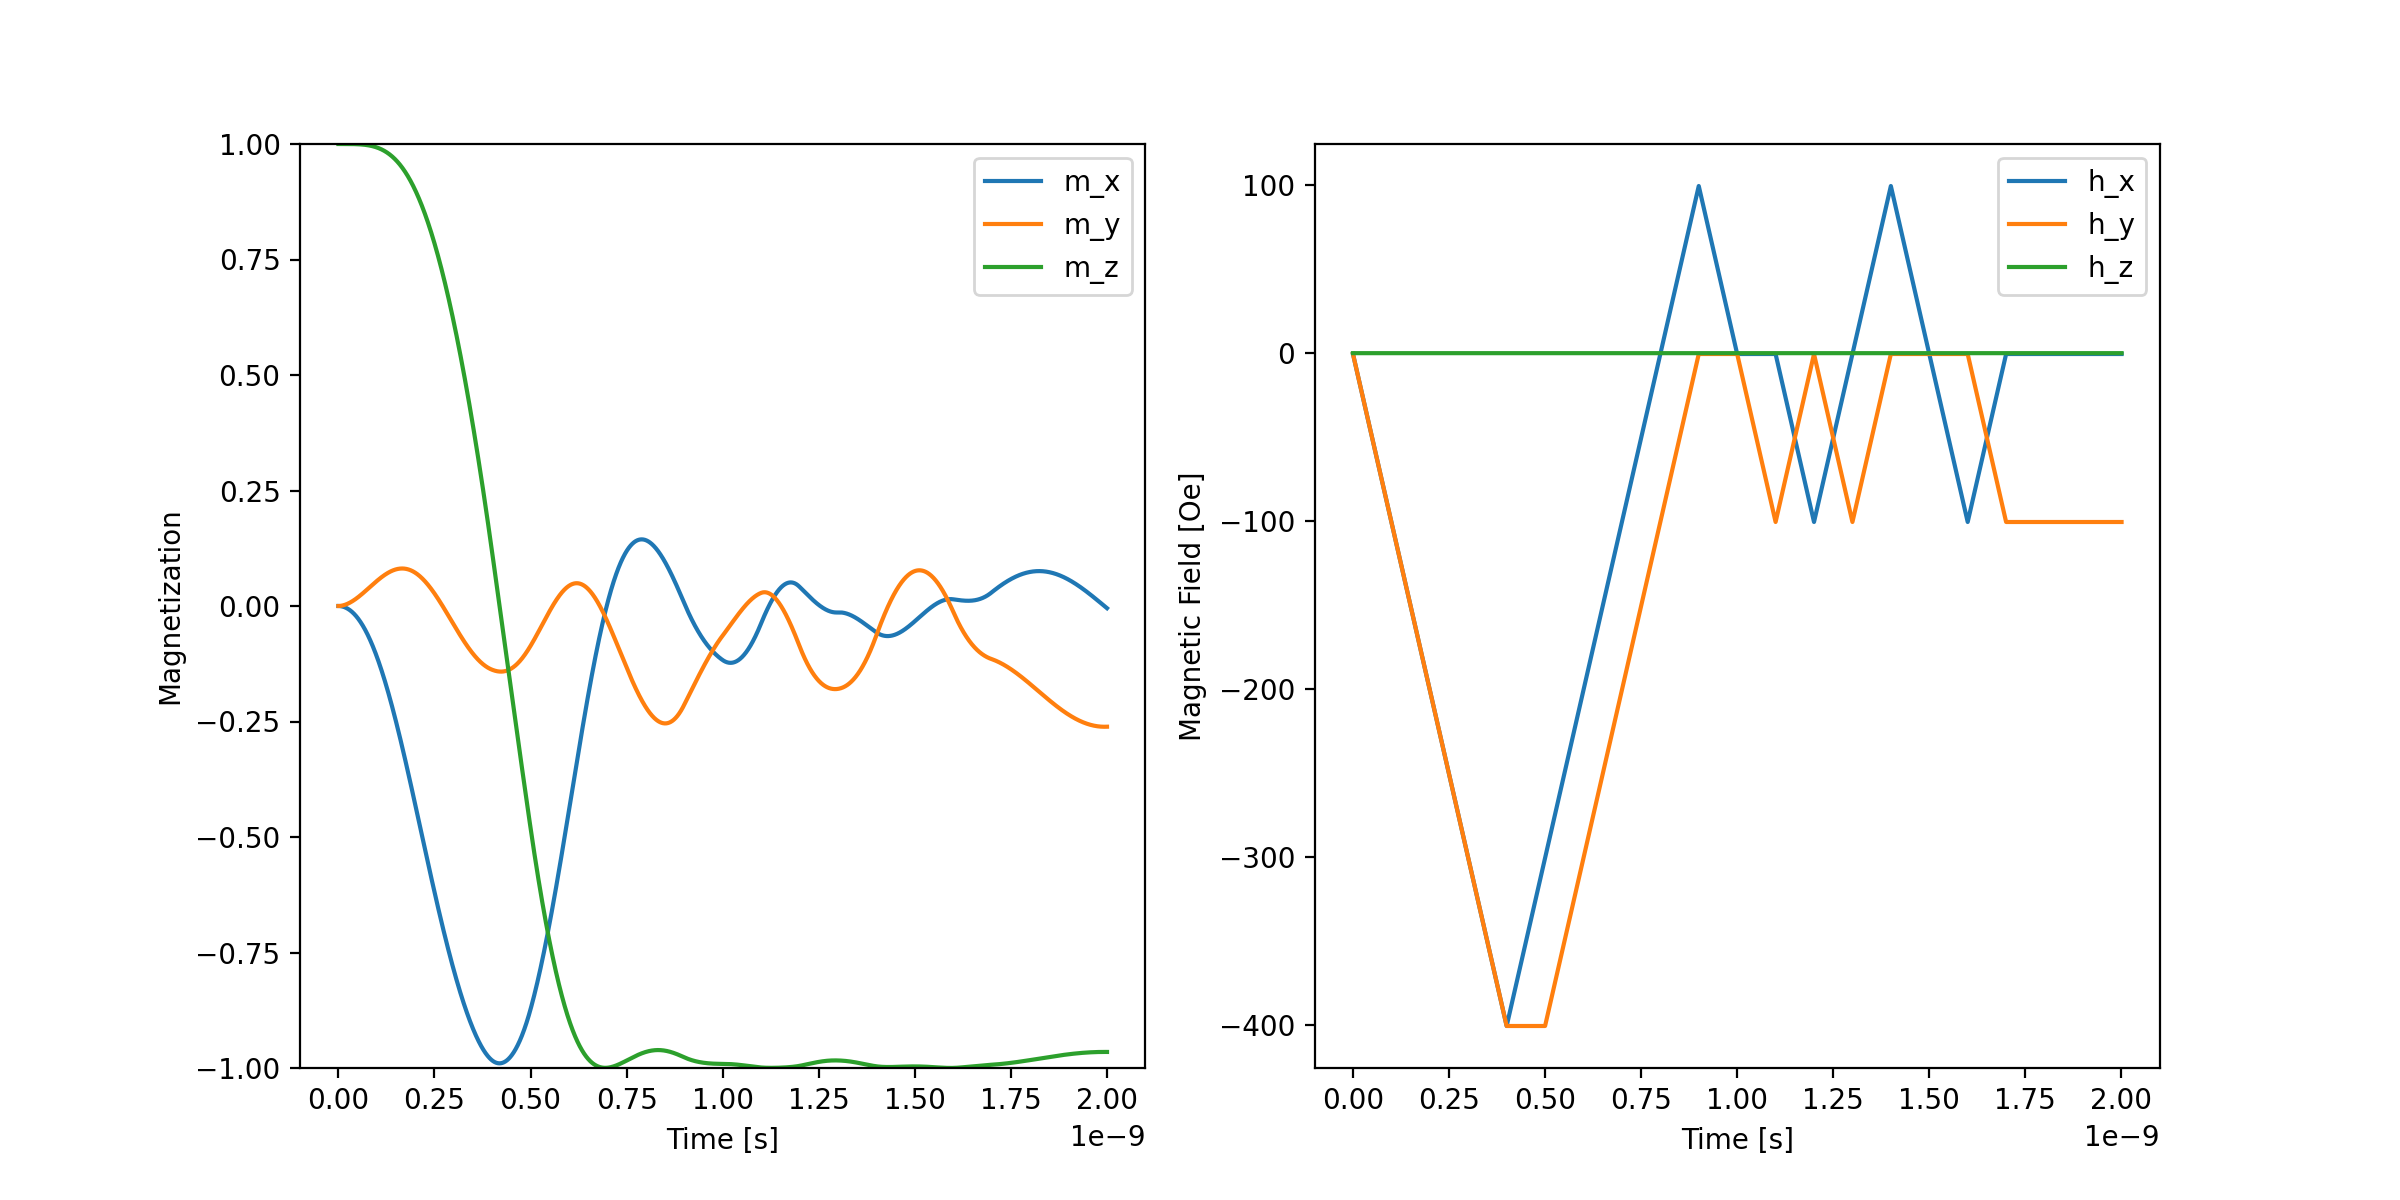 1.00
0.75
0.50
0.25
0.00
−0.25
−0.50
−0.75
−1.00
Magnetization
m_x
m_y
m_z
0.00 0.25 0.50 0.75 1.00 1.25 1.50 1.75 2.00
Time [s]
1e−9
100
0
−100
−200
−300
−400
Magnetic Field [Oe]
h_x
h_y
h_z
0.00 0.25 0.50 0.75 1.00 1.25 1.50 1.75 2.00
Time [s]
1e−9